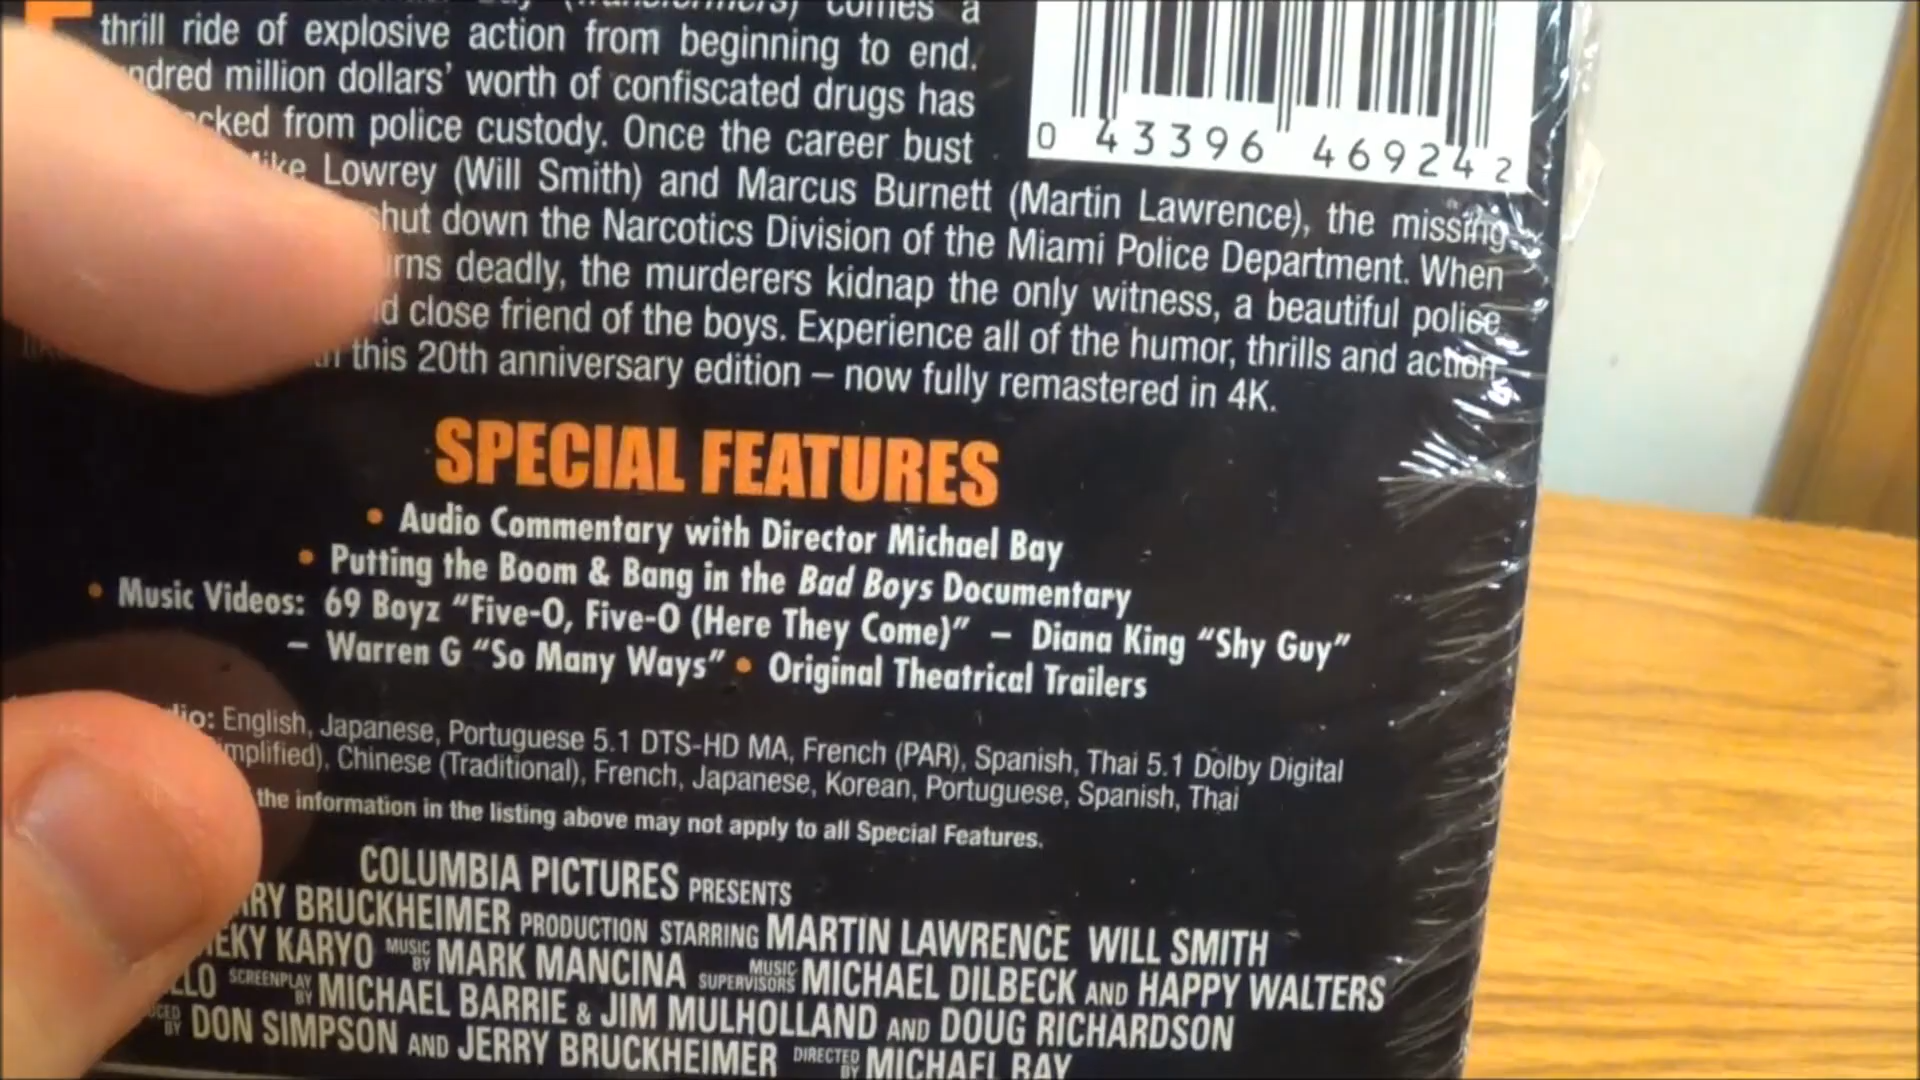 (Transformers) comes a
thrill ride of explosive action from beginning to end.
ndred million dollars' worth of confiscated drugs has
cked from police custody. Once the career bust
ike Lowrey (Will Smith) and Marcus Burnett (Martin Lawrence), the missing
shut down the Narcotics Division of the Miami Police Department. When
rns deadly, the murderers kidnap the only witness, a beautiful police
d close friend of the boys. Experience all of the humor, thrills and action
this 20th anniversary edition – now fully remastered in 4K.
0 43396 46924 2
SPECIAL FEATURES
• Audio Commentary with Director Michael Bay
• Putting the Boom & Bang in the Bad Boys Documentary
• Music Videos: 69 Boyz "Five-O, Five-O (Here They Come)" – Diana King "Shy Guy"
– Warren G "So Many Ways" • Original Theatrical Trailers
dio: English, Japanese, Portuguese 5.1 DTS-HD MA, French (PAR), Spanish, Thai 5.1 Dolby Digital
mplified), Chinese (Traditional), French, Japanese, Korean, Portuguese, Spanish, Thai
the information in the listing above may not apply to all Special Features.
COLUMBIA PICTURES PRESENTS
RRY BRUCKHEIMER PRODUCTION STARRING MARTIN LAWRENCE WILL SMITH
EKY KARYO MUSIC BY MARK MANCINA MUSIC SUPERVISORS MICHAEL DILBECK AND HAPPY WALTERS
LLO SCREENPLAY BY MICHAEL BARRIE & JIM MULHOLLAND AND DOUG RICHARDSON
UCED BY DON SIMPSON AND JERRY BRUCKHEIMER DIRECTED BY MICHAEL BAY